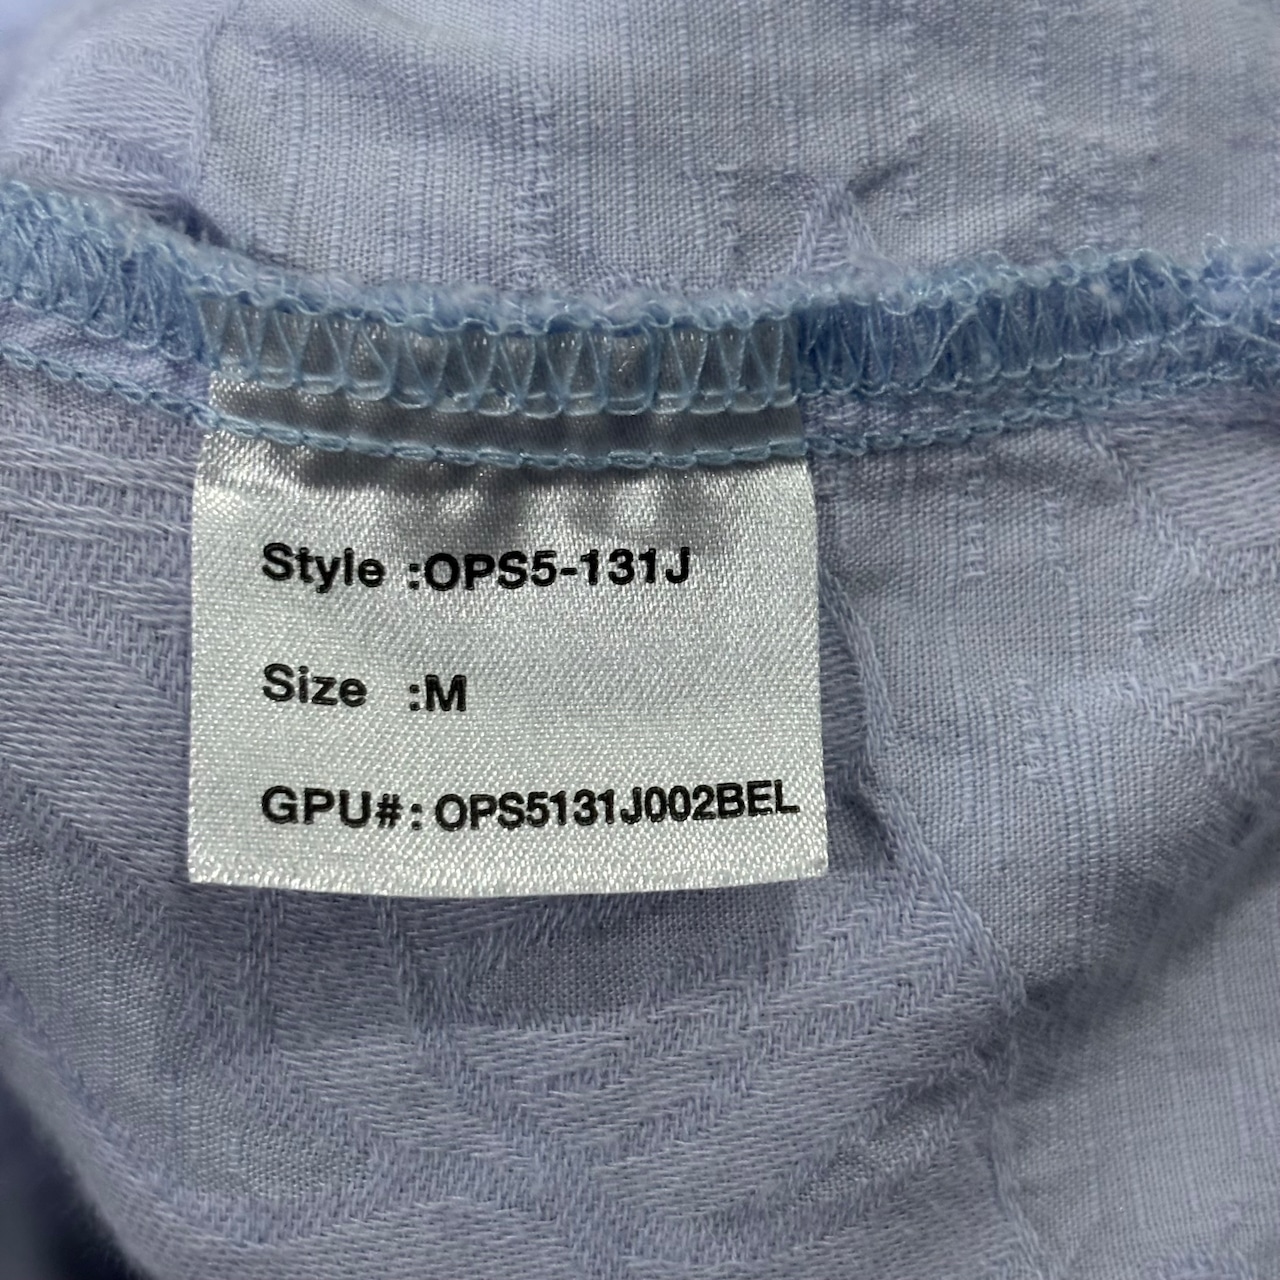 Style :OPS5-131J
Size :M
GPU#: OPS5131J002BEL